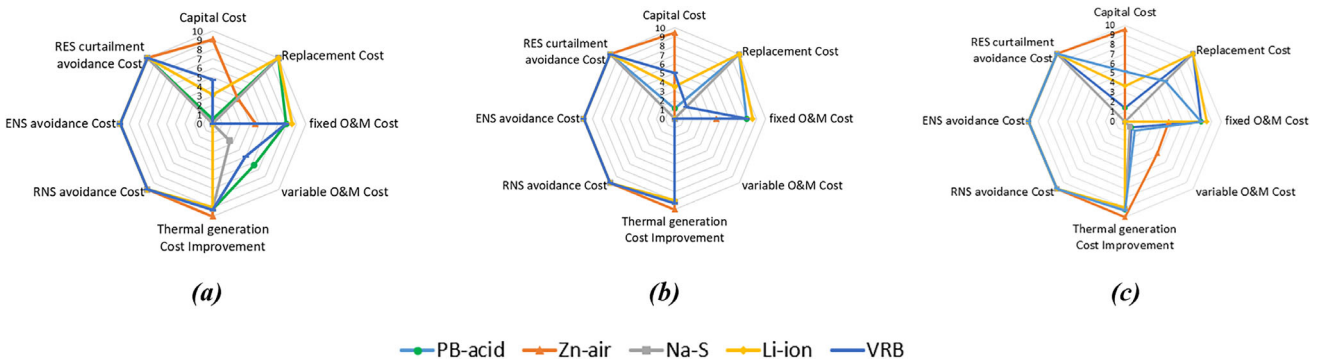 Capital Cost
10
9
8
7
6
5
4
3
2
1
0
RES curtailment
avoidance Cost
Replacement Cost
ENS avoidance Cost
fixed O&M Cost
RNS avoidance Cost
variable O&M Cost
Thermal generation
Cost Improvement
(a)
Capital Cost
10
9
8
7
6
5
4
3
2
1
0
RES curtailment
avoidance Cost
Replacement Cost
ENS avoidance Cost
fixed O&M Cost
RNS avoidance Cost
variable O&M Cost
Thermal generation
Cost Improvement
(b)
Capital Cost
10
9
8
7
6
5
4
3
2
1
0
RES curtailment
avoidance Cost
Replacement Cost
ENS avoidance Cost
fixed O&M Cost
RNS avoidance Cost
variable O&M Cost
Thermal generation
Cost Improvement
(c)
PB-acid Zn-air Na-S Li-ion VRB